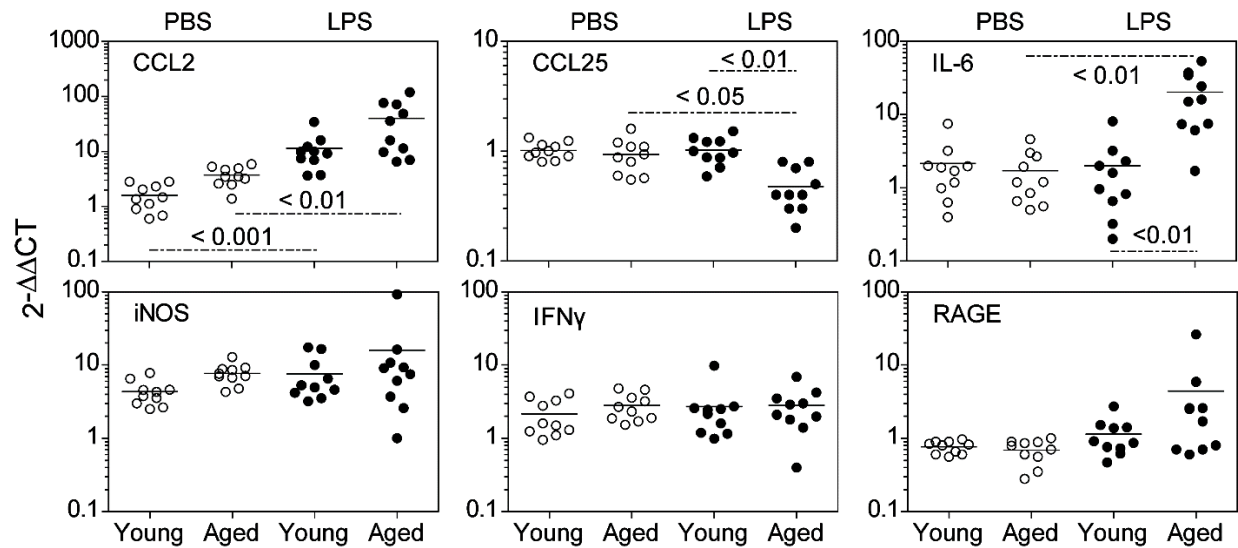 PBS LPS PBS LPS PBS LPS
1000
100
10
1
0.1
CCL2
< 0.01
< 0.001
10
1
0.1
CCL25
< 0.01
< 0.05
100
10
1
0.1
IL-6
< 0.01
<0.01
2-ΔΔCT
100
10
1
0.1
iNOS
Young Aged Young Aged
100
10
1
0.1
IFNγ
Young Aged Young Aged
100
10
1
0.1
RAGE
Young Aged Young Aged